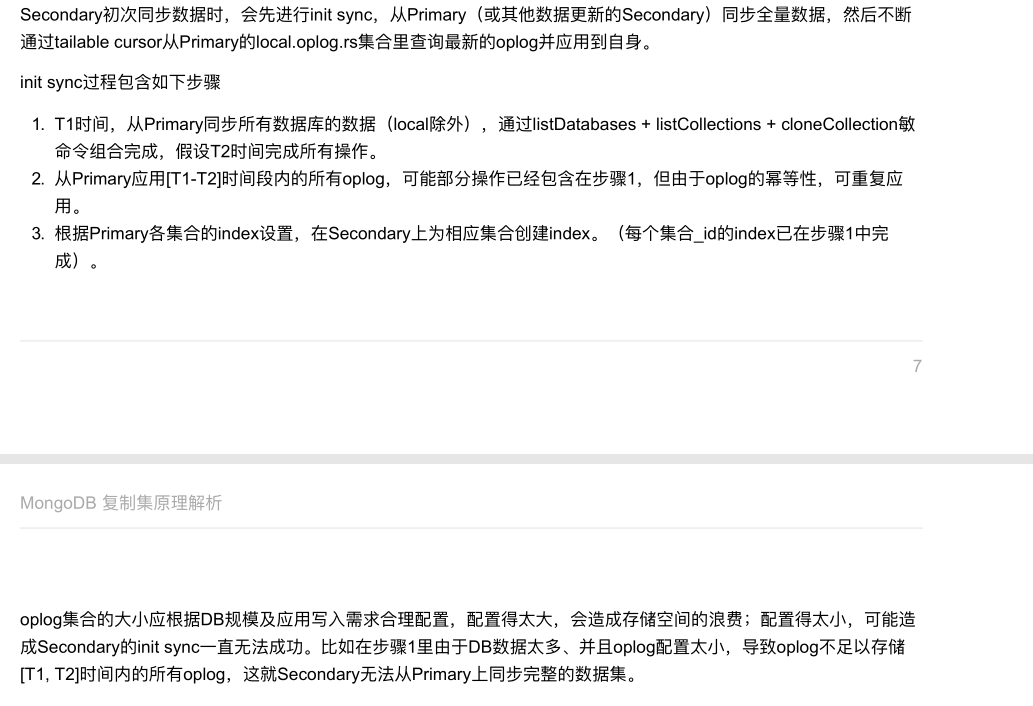 Secondary初次同步数据时，会先进行init sync，从Primary（或其他数据更新的Secondary）同步全量数据，然后不断
通过tailable cursor从Primary的local.oplog.rs集合里查询最新的oplog并应用到自身。
init sync过程包含如下步骤
1. T1时间，从Primary同步所有数据库的数据（local除外），通过listDatabases + listCollections + cloneCollection敏
命令组合完成，假设T2时间完成所有操作。
2. 从Primary应用[T1-T2]时间段内的所有oplog，可能部分操作已经包含在步骤1，但由于oplog的幂等性，可重复应
用。
3. 根据Primary各集合的index设置，在Secondary上为相应集合创建index。（每个集合_id的index已在步骤1中完
成）。
7
MongoDB 复制集原理解析
oplog集合的大小应根据DB规模及应用写入需求合理配置，配置得太大，会造成存储空间的浪费；配置得太小，可能造
成Secondary的init sync一直无法成功。比如在步骤1里由于DB数据太多、并且oplog配置太小，导致oplog不足以存储
[T1, T2]时间内的所有oplog，这就Secondary无法从Primary上同步完整的数据集。